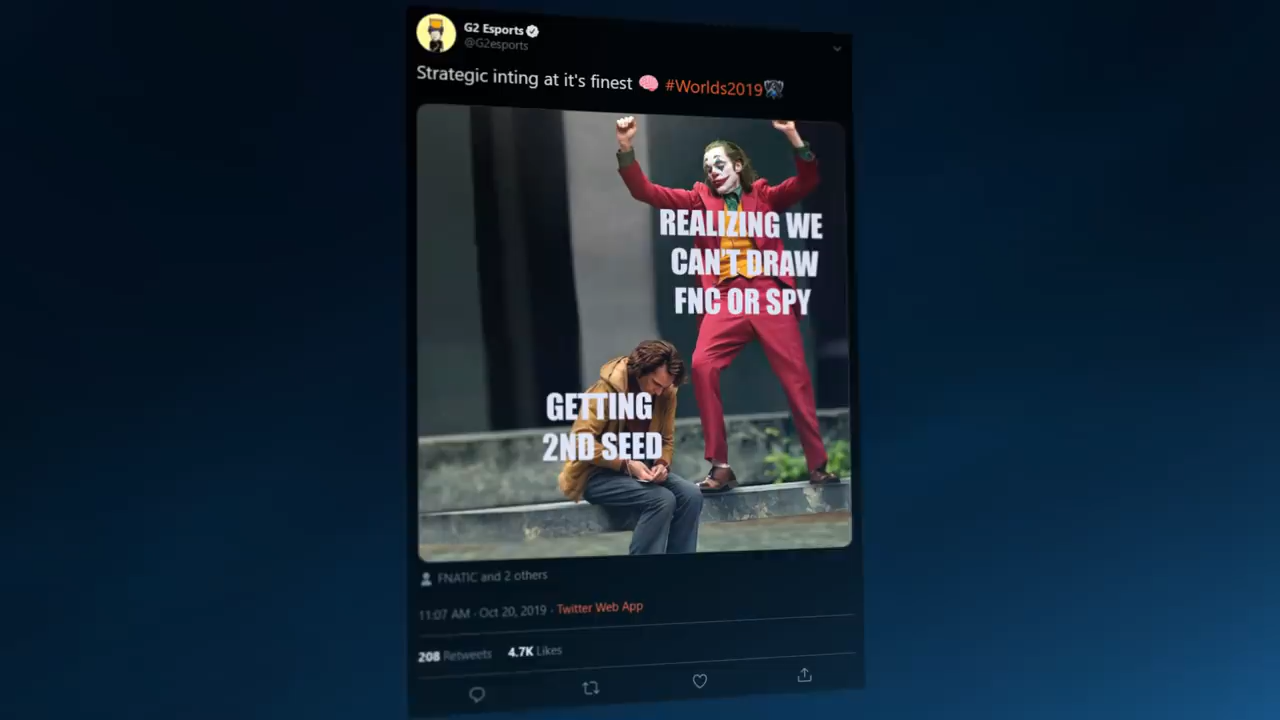 G2 Esports
@G2esports
Strategic inting at it's finest 🧠 #Worlds2019
REALIZING WE
CAN'T DRAW
FNC OR SPY
GETTING
2ND SEED
FNATIC and 2 others
11:07 AM · Oct 20, 2019 · Twitter Web App
208 Retweets 4.7K Likes